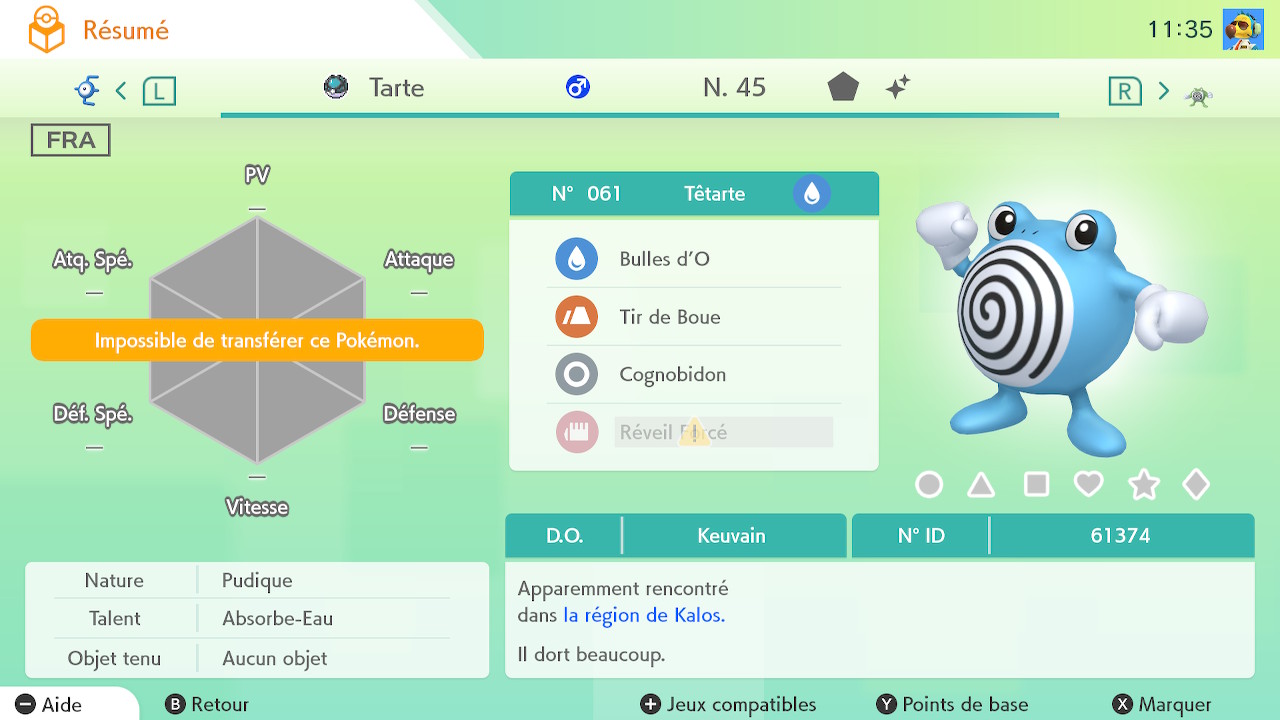 Résumé
11:35
L
Tarte
N. 45
R
FRA
PV
—
Atq. Spé.
—
Attaque
—
Impossible de transférer ce Pokémon.
Déf. Spé.
—
Défense
—
—
Vitesse
N° 061 Têtarte
Bulles d'O
Tir de Boue
Cognobidon
Réveil Forcé
D.O. Keuvain
N° ID 61374
Nature Pudique
Talent Absorbe-Eau
Objet tenu Aucun objet
Apparemment rencontré
dans la région de Kalos.
Il dort beaucoup.
Aide
B Retour
Jeux compatibles
Y Points de base
X Marquer